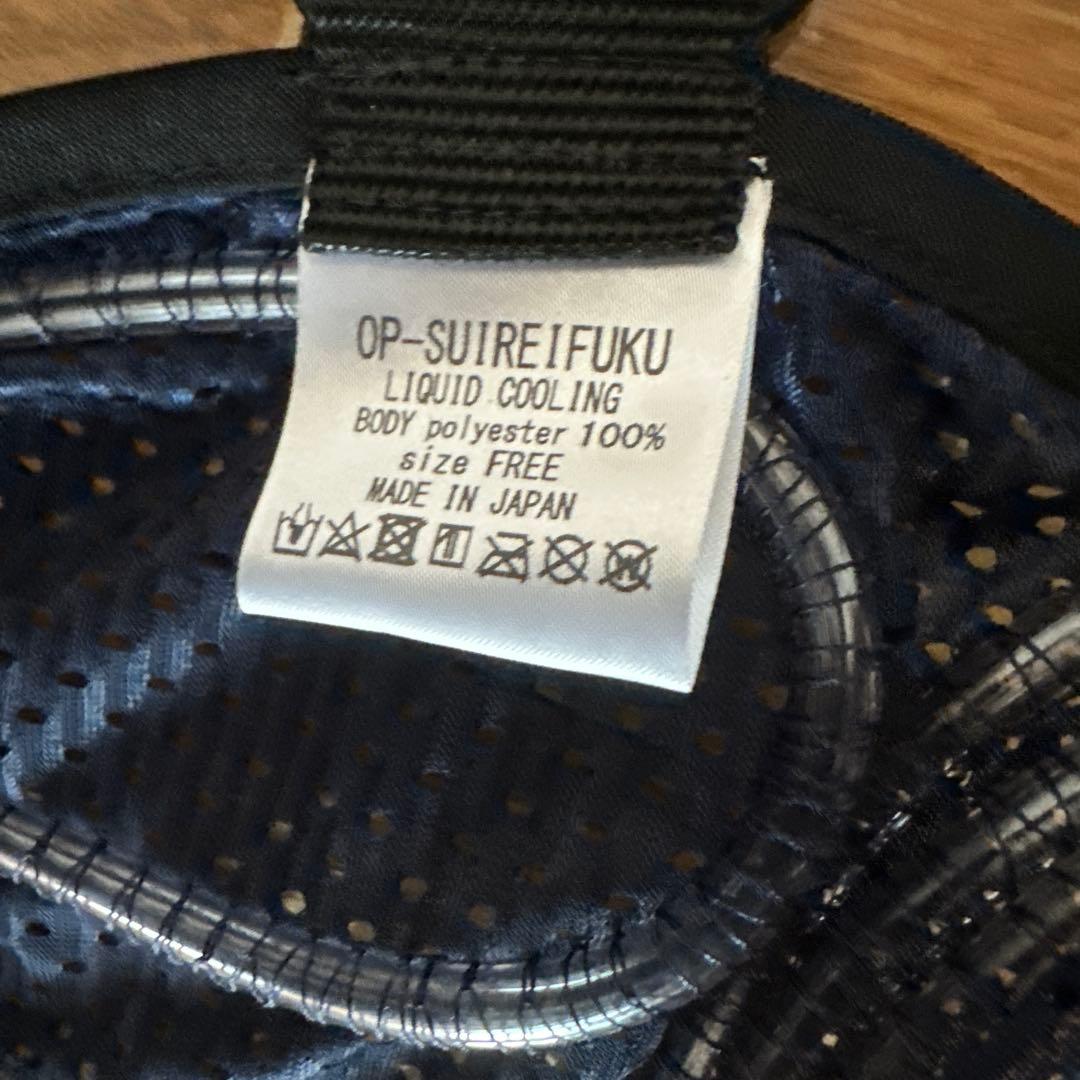 OP-SUIREIFUKU
LIQUID COOLING
BODY polyester 100%
size FREE
MADE IN JAPAN